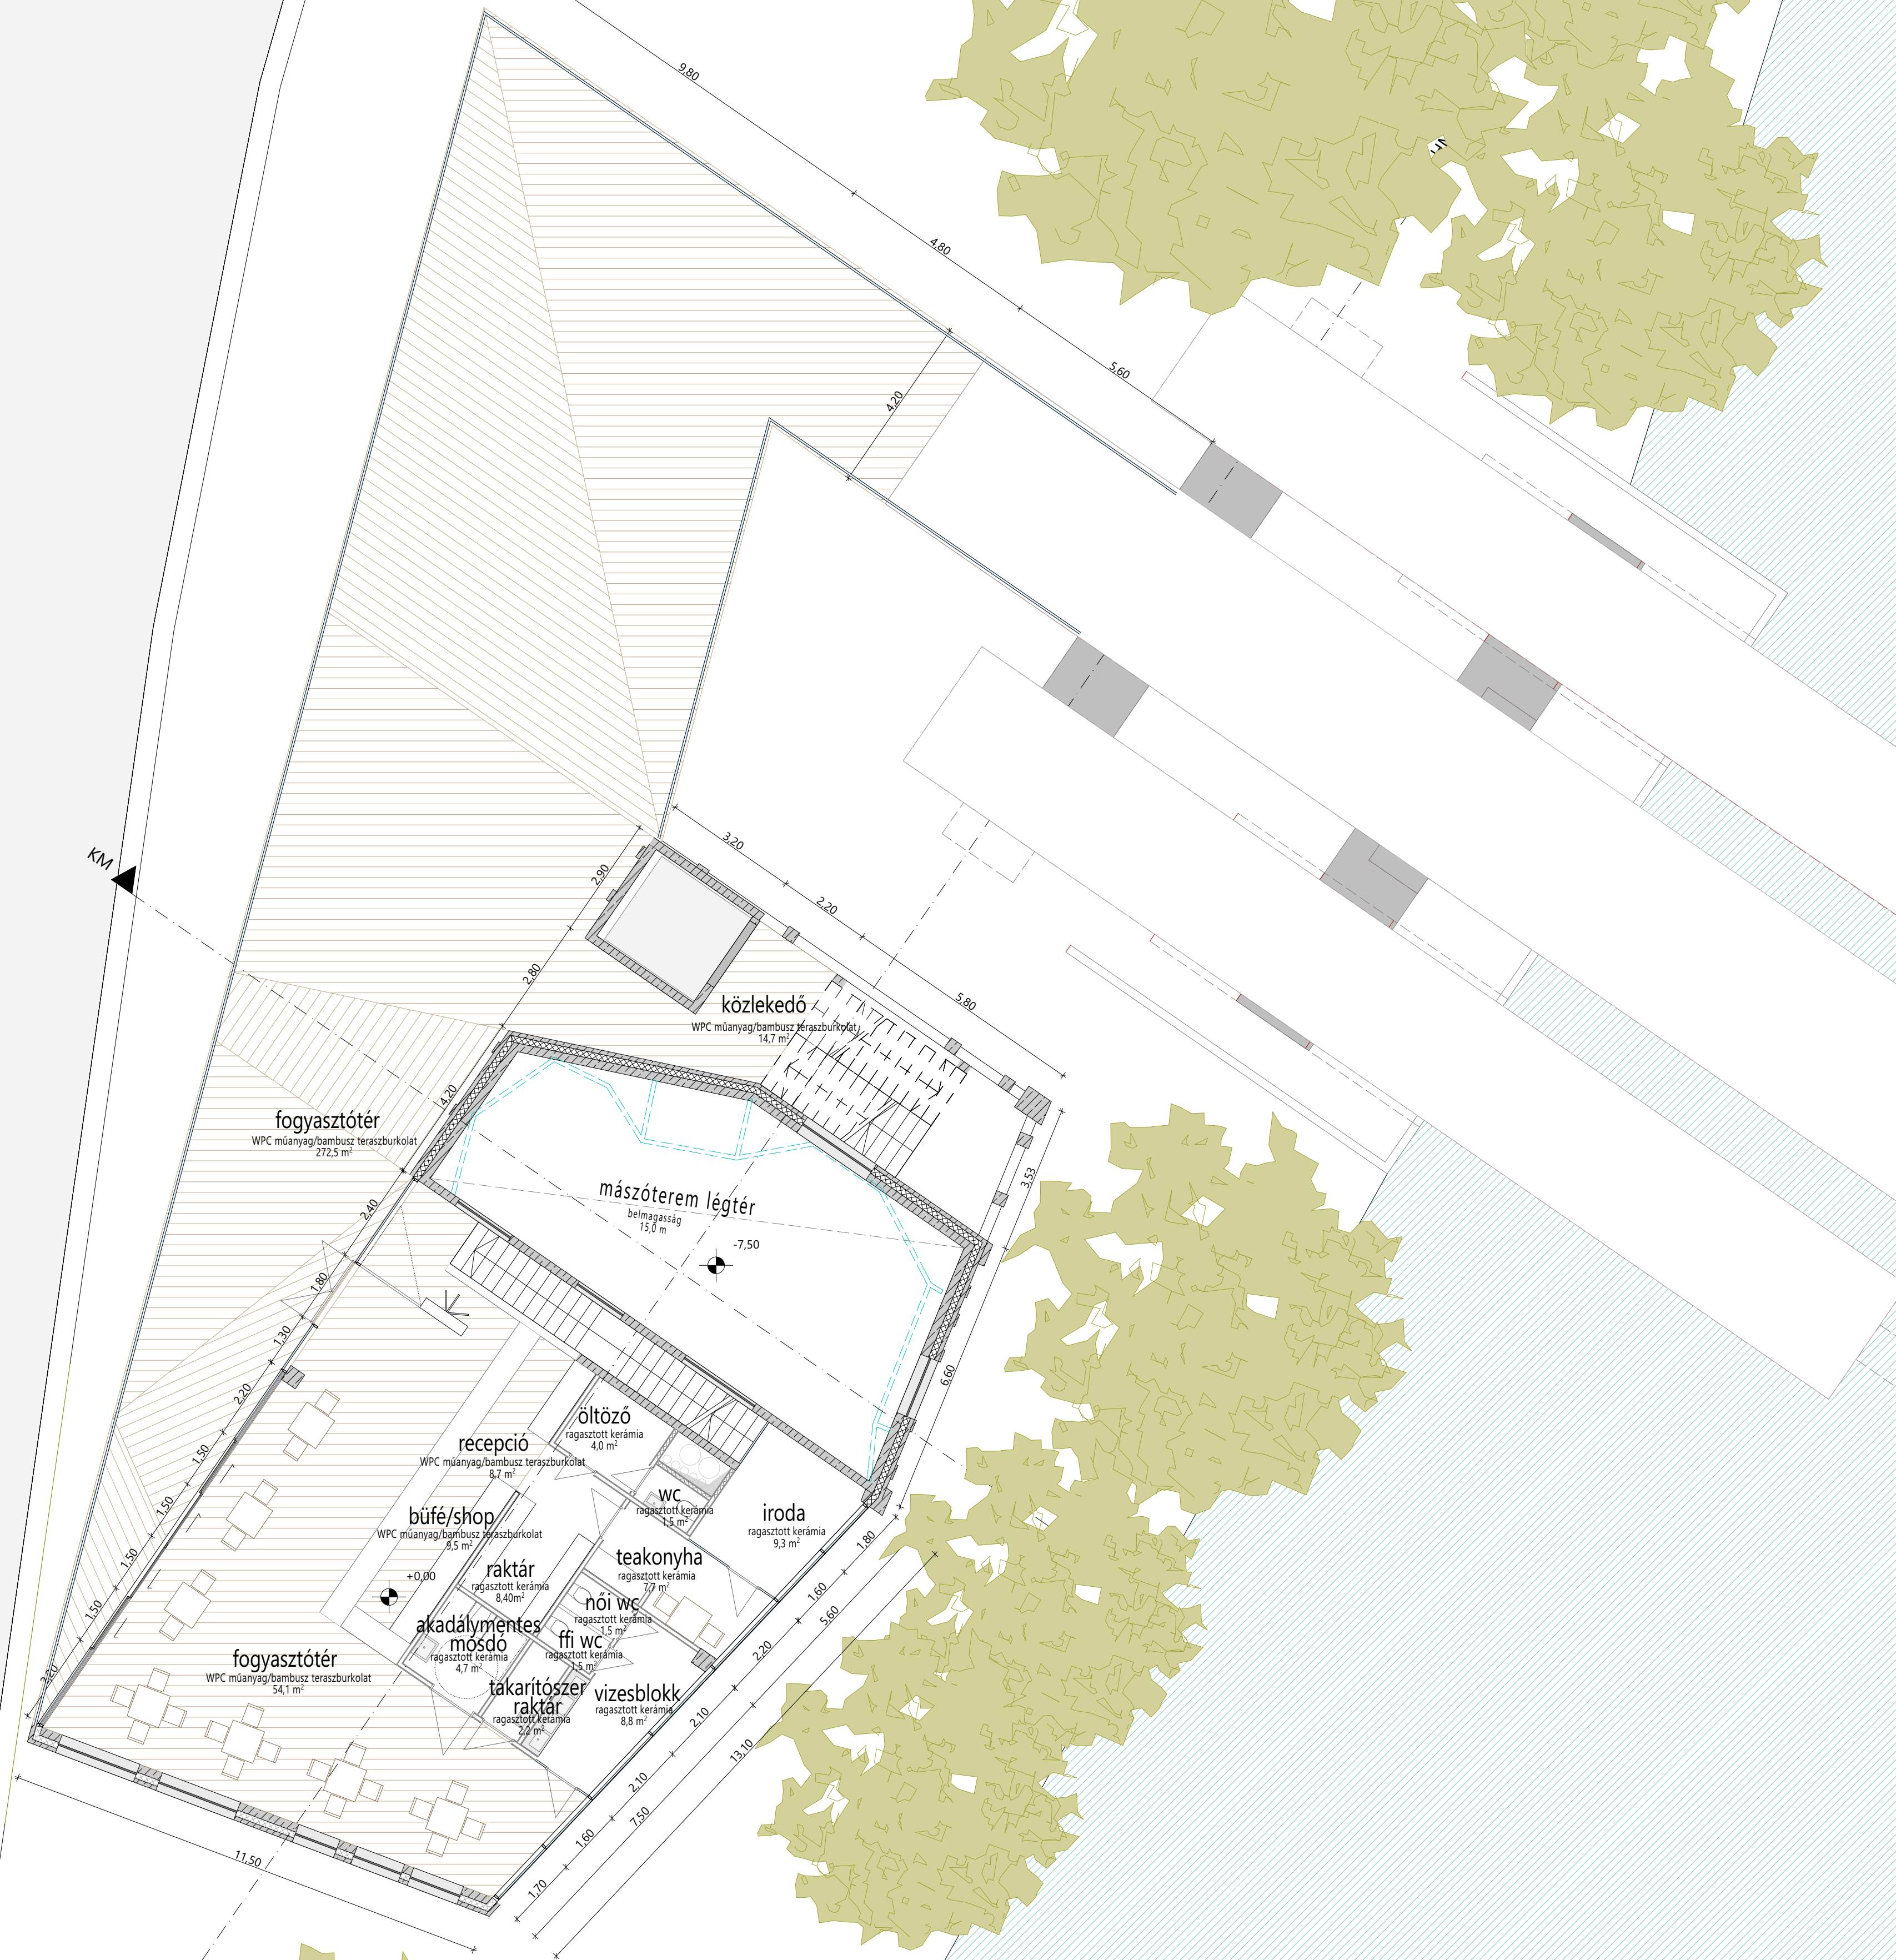 9,80
4,80
5,60
4,20
KM
3,20
2,90
2,20
2,80
5,80
közlekedő
WPC műanyag/bambusz teraszburkolat
14,7 m²
4,20
fogyasztótér
WPC műanyag/bambusz teraszburkolat
272,5 m²
3,53
mászóterem légtér
belmagasság
15,0 m
-7,50
2,40
1,80
1,30
6,60
2,20
öltöző
ragasztott kerámia
4,0 m²
recepció
WPC műanyag/bambusz teraszburkolat
8,7 m²
1,50
1,50
wc
ragasztott kerámia
1,5 m²
iroda
ragasztott kerámia
9,3 m²
büfé/shop
WPC műanyag/bambusz teraszburkolat
9,5 m²
1,80
1,50
teakonyha
ragasztott kerámia
7,7 m²
raktár
ragasztott kerámia
8,40m²
+0,00
1,60
5,60
1,50
női wc
ragasztott kerámia
1,5 m²
akadálymentes
mosdó
ragasztott kerámia
4,7 m²
ffi wc
ragasztott kerámia
1,5 m²
2,20
2,20
fogyasztótér
WPC műanyag/bambusz teraszburkolat
54,1 m²
takarítószer
raktár
ragasztott kerámia
2,2 m²
vizesblokk
ragasztott kerámia
8,8 m²
2,10
13,10
2,10
7,50
1,60
11,50
1,70